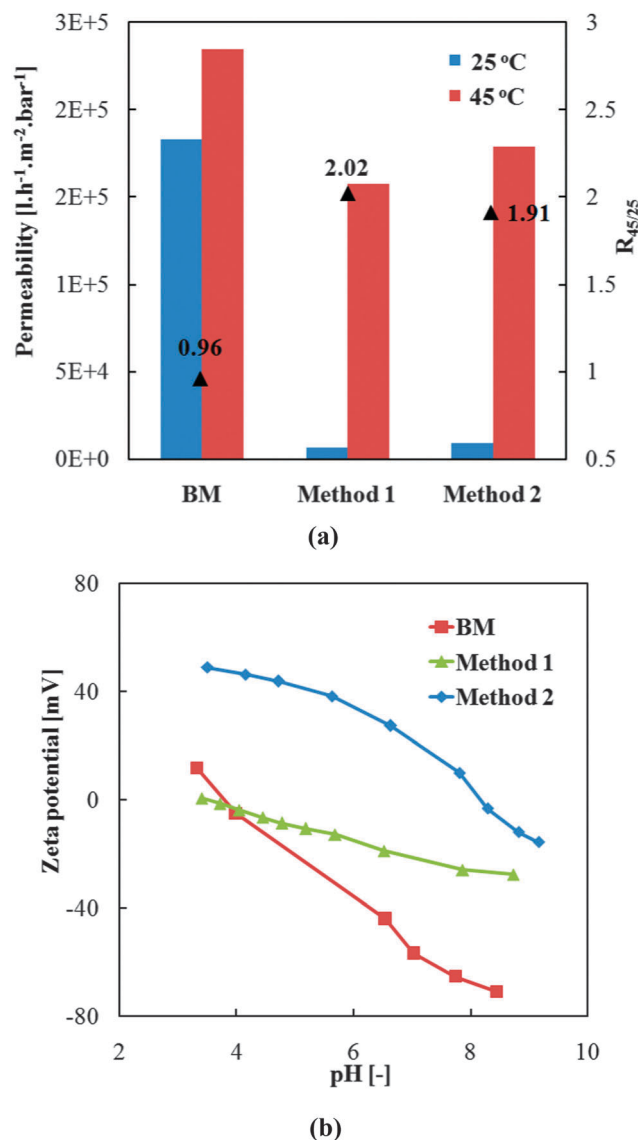 3E+5
2E+5
2E+5
1E+5
5E+4
0E+0
Permeability [l.h⁻¹.m⁻².bar⁻¹]
25 °C
45 °C
0.96
2.02
1.91
3
2.5
2
1.5
1
0.5
R45/25
BM Method 1 Method 2
(a)
80
40
0
-40
-80
Zeta potential [mV]
BM
Method 1
Method 2
2 4 6 8 10
pH [-]
(b)